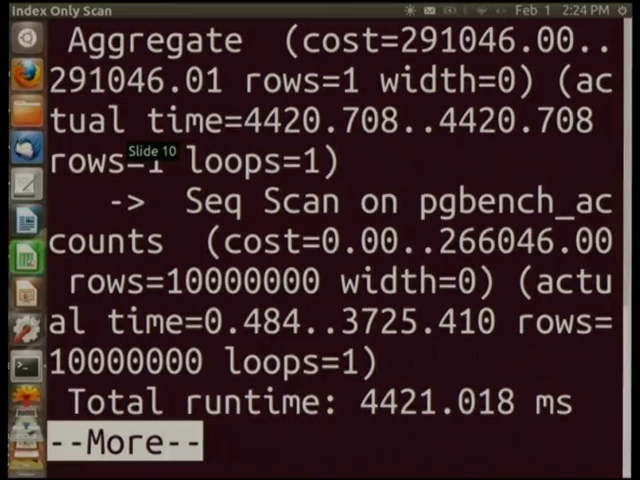 Index Only Scan
Feb 1 2:24 PM
Aggregate (cost=291046.00..
291046.01 rows=1 width=0) (ac
tual time=4420.708..4420.708
Slide 10
rows=1 loops=1)
-> Seq Scan on pgbench_ac
counts (cost=0.00..266046.00
rows=10000000 width=0) (actu
al time=0.484..3725.410 rows=
10000000 loops=1)
Total runtime: 4421.018 ms
--More--